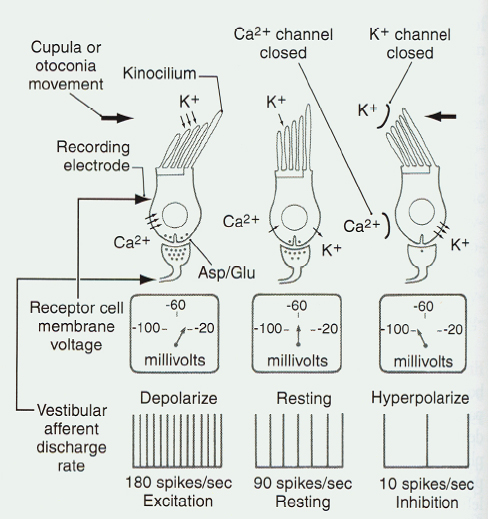 Cupula or
otoconia
movement
Kinocilium
Ca2+ channel
closed
K+ channel
closed
K+
K+
K+
Recording
electrode
Ca2+
Ca2+
Ca2+
K+
K+
Asp/Glu
Receptor cell
membrane
voltage
-60
-100- --20
millivolts
-60
-100- --20
millivolts
-60
-100- --20
millivolts
Depolarize
Resting
Hyperpolarize
Vestibular
afferent
discharge
rate
180 spikes/sec
Excitation
90 spikes/sec
Resting
10 spikes/sec
Inhibition